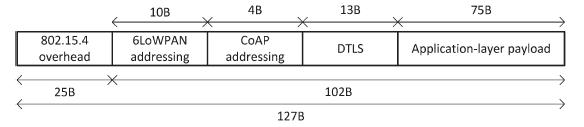 10B 4B 13B 75B
802.15.4 6LoWPAN CoAP DTLS Application-layer payload
overhead addressing addressing
25B 102B
127B